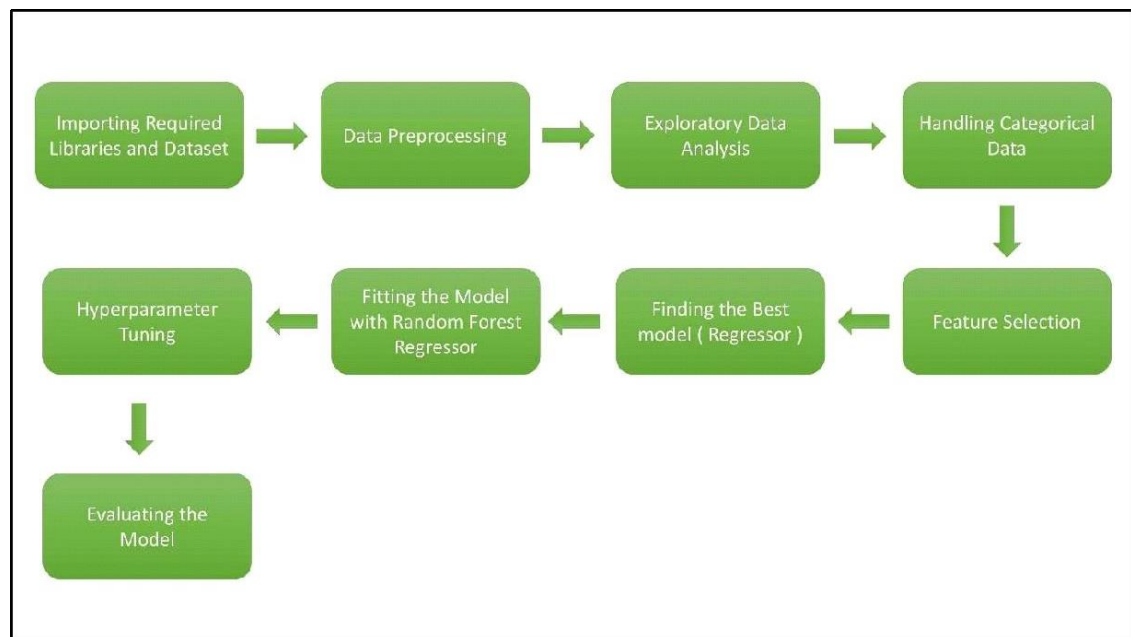 Importing Required
Libraries and Dataset
Data Preprocessing
Exploratory Data
Analysis
Handling Categorical
Data
Feature Selection
Finding the Best
model ( Regressor )
Fitting the Model
with Random Forest
Regressor
Hyperparameter
Tuning
Evaluating the
Model